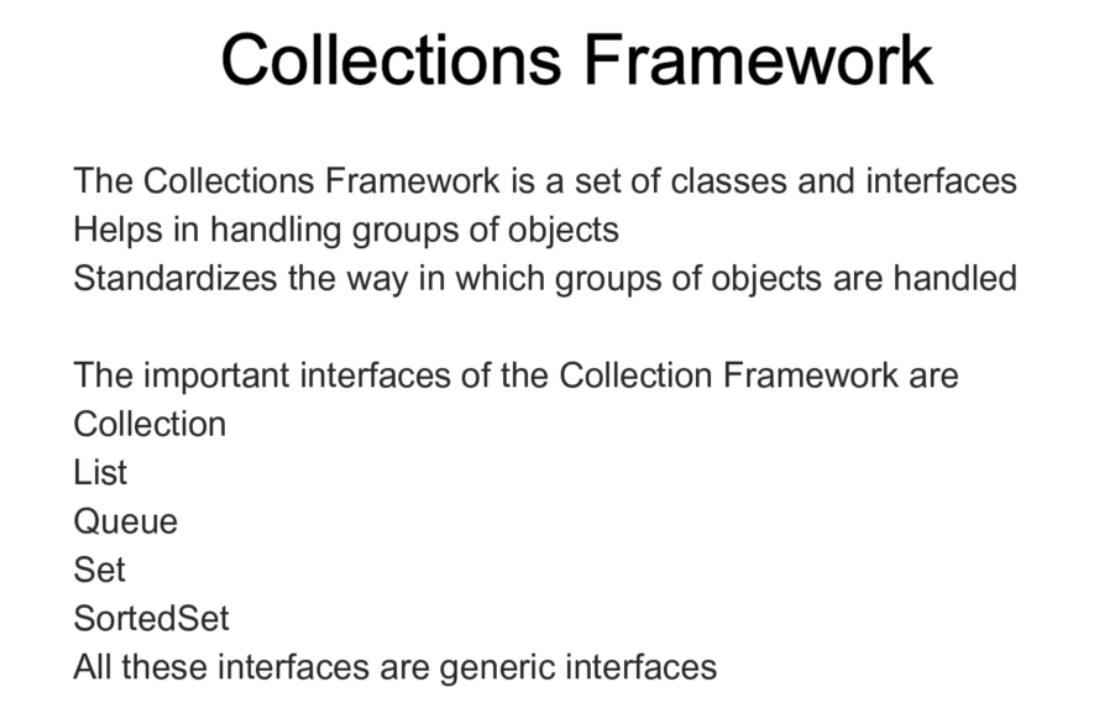 Collections Framework
The Collections Framework is a set of classes and interfaces
Helps in handling groups of objects
Standardizes the way in which groups of objects are handled
The important interfaces of the Collection Framework are
Collection
List
Queue
Set
SortedSet
All these interfaces are generic interfaces